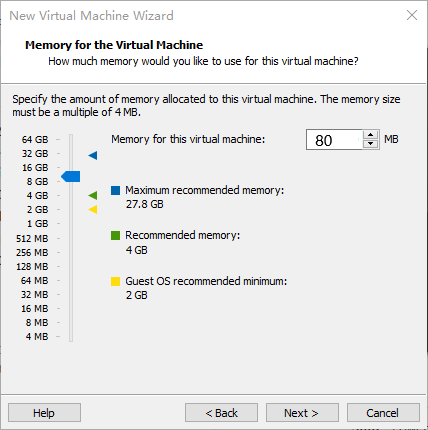 New Virtual Machine Wizard
Memory for the Virtual Machine
How much memory would you like to use for this virtual machine?
Specify the amount of memory allocated to this virtual machine. The memory size
must be a multiple of 4 MB.
Memory for this virtual machine: 80 MB
64 GB
32 GB
16 GB
8 GB
4 GB
2 GB
1 GB
512 MB
256 MB
128 MB
64 MB
32 MB
16 MB
8 MB
4 MB
Maximum recommended memory:
27.8 GB
Recommended memory:
4 GB
Guest OS recommended minimum:
2 GB
Help
< Back
Next >
Cancel